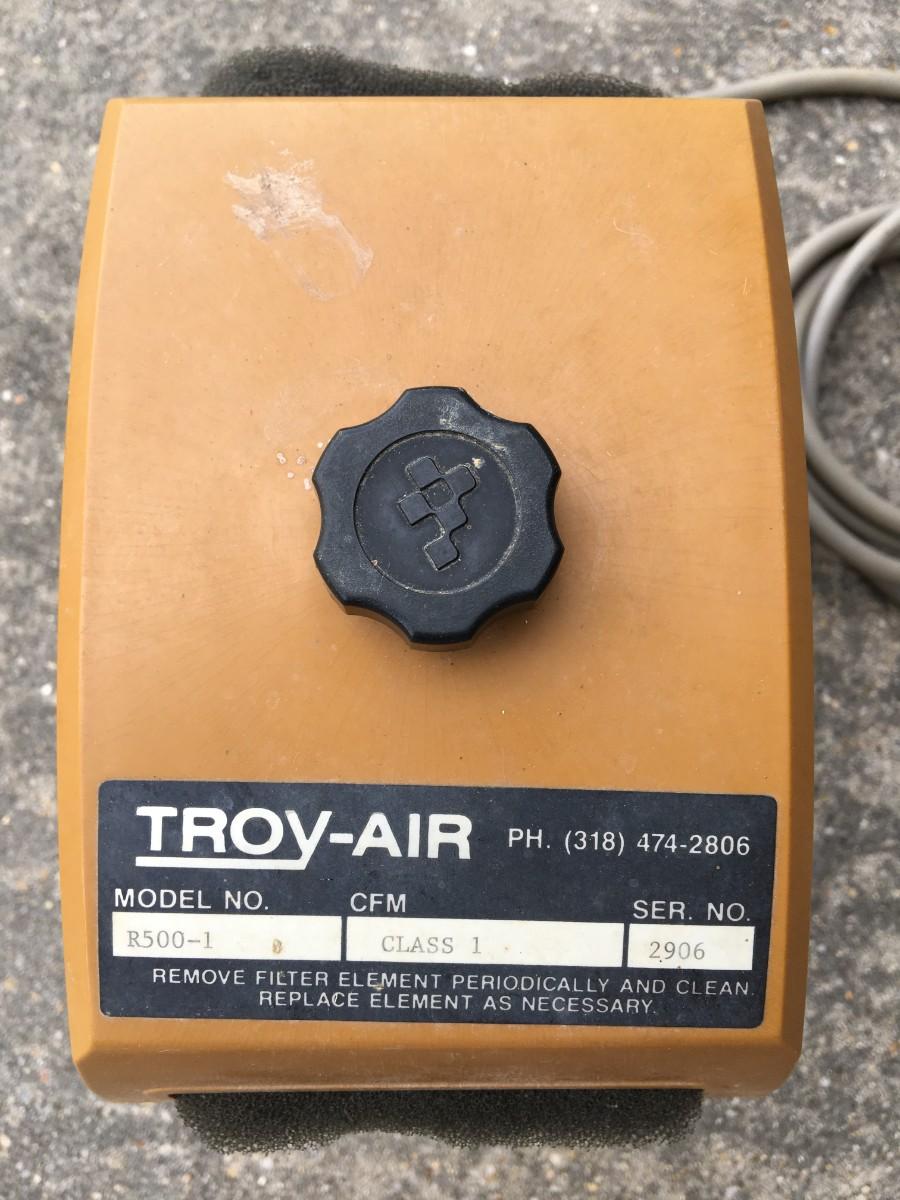 TROY-AIR PH. (318) 474-2806
MODEL NO. CFM SER. NO.
R500-1 CLASS 1 2906
REMOVE FILTER ELEMENT PERIODICALLY AND CLEAN.
REPLACE ELEMENT AS NECESSARY.